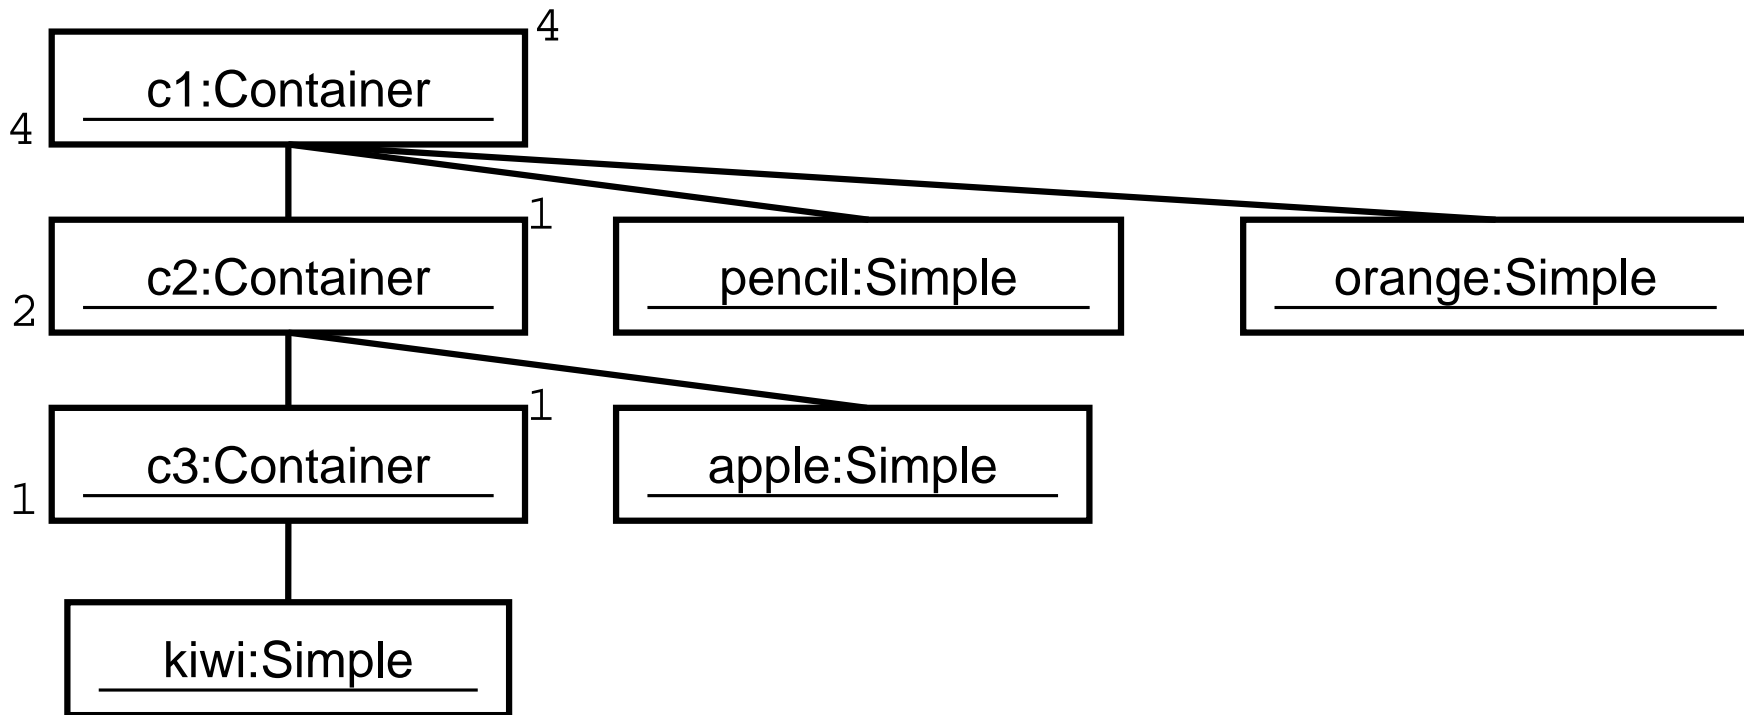 4
c1:Container
4
1
c2:Container
pencil:Simple
orange:Simple
2
1
c3:Container
apple:Simple
1
kiwi:Simple